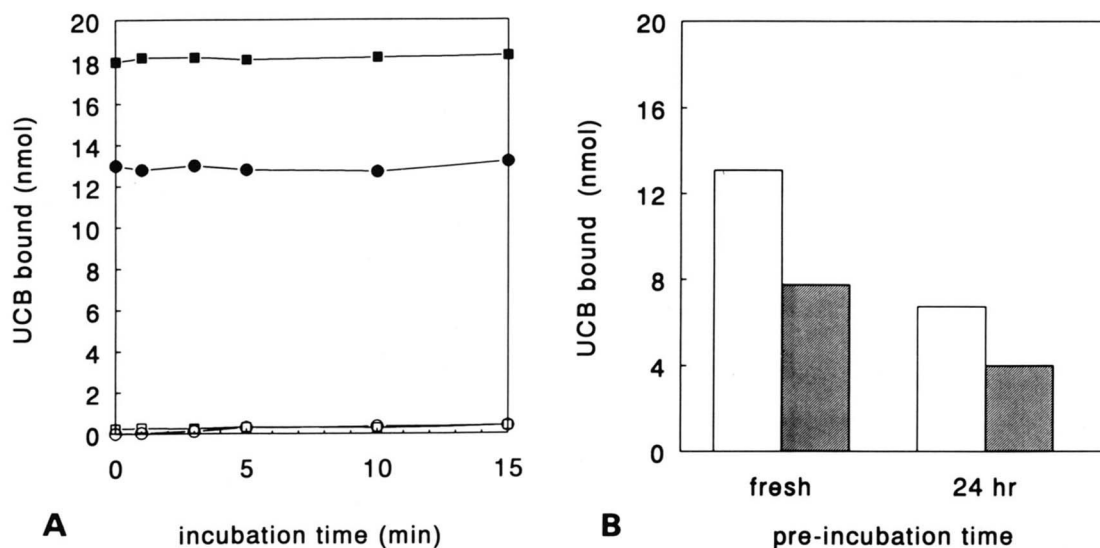 UCB bound (nmol)
20
18
16
14
12
10
8
6
4
2
0
0 5 10 15
A incubation time (min)
UCB bound (nmol)
20
16
12
8
4
0
fresh 24 hr
B pre-incubation time